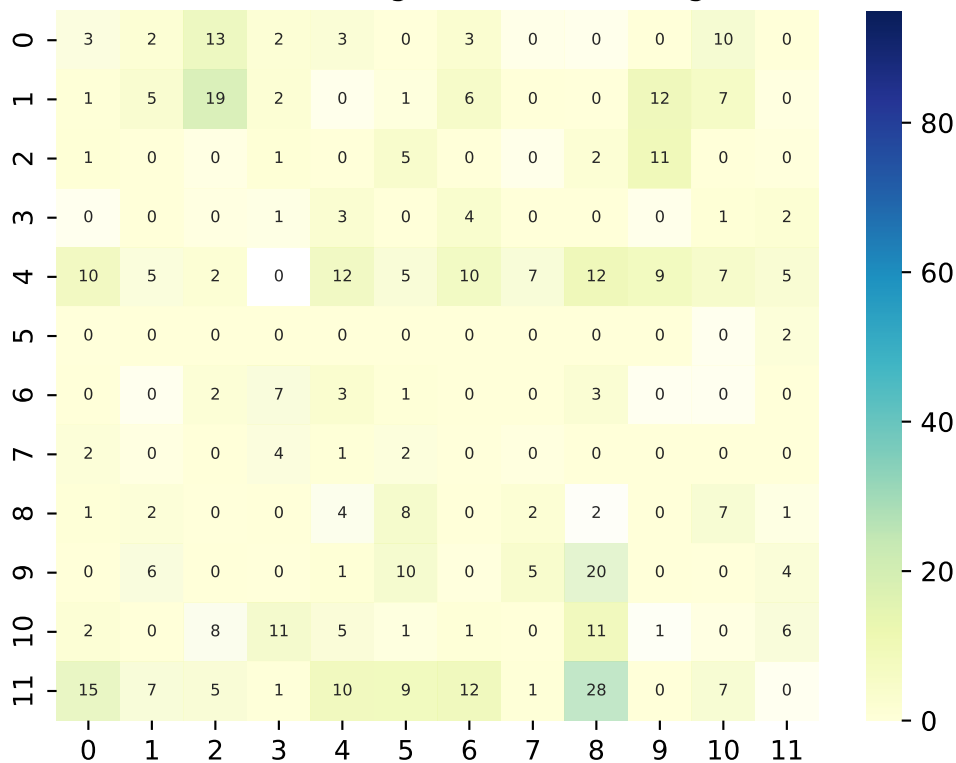 0 3 2 13 2 3 0 3 0 0 0 10 0
1 1 5 19 2 0 1 6 0 0 12 7 0
2 1 0 0 1 0 5 0 0 2 11 0 0
3 0 0 0 1 3 0 4 0 0 0 1 2
4 10 5 2 0 12 5 10 7 12 9 7 5
5 0 0 0 0 0 0 0 0 0 0 0 2
6 0 0 2 7 3 1 0 0 3 0 0 0
7 2 0 0 4 1 2 0 0 0 0 0 0
8 1 2 0 0 4 8 0 2 2 0 7 1
9 0 6 0 0 1 10 0 5 20 0 0 4
10 2 0 8 11 5 1 1 0 11 1 0 6
11 15 7 5 1 10 9 12 1 28 0 7 0
0 1 2 3 4 5 6 7 8 9 10 11
80
60
40
20
0